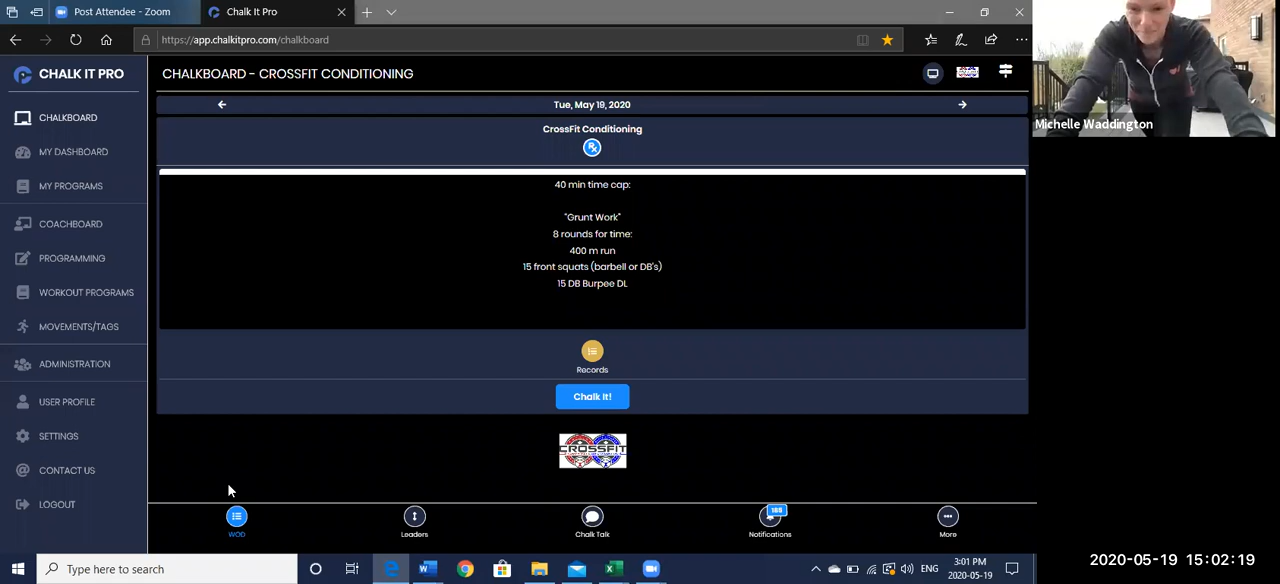 Post Attendee - Zoom
Chalk It Pro
https://app.chalkitpro.com/chalkboard
CHALK IT PRO
CHALKBOARD - CROSSFIT CONDITIONING
Tue, May 19, 2020
CHALKBOARD
MY DASHBOARD
MY PROGRAMS
COACHBOARD
PROGRAMMING
WORKOUT PROGRAMS
MOVEMENTS/TAGS
ADMINISTRATION
USER PROFILE
SETTINGS
CONTACT US
LOGOUT
CrossFit Conditioning
Rx
40 min time cap:
"Grunt Work"
8 rounds for time:
400 m run
15 front squats (barbell or DB's)
15 DB Burpee DL
Records
Chalk It!
CROSSFIT
WOD
Leaders
Chalk Talk
188
Notifications
More
Michelle Waddington
Type here to search
ENG
3:01 PM
2020-05-19
2020-05-19 15:02:19